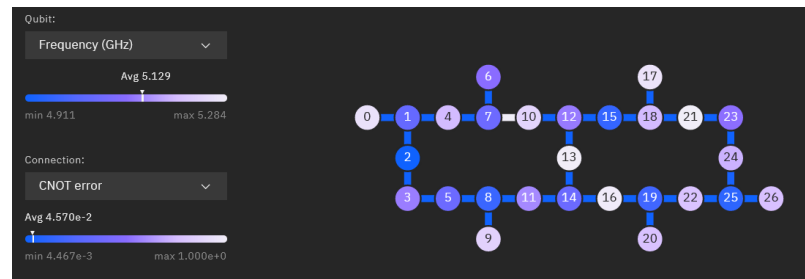 Qubit:
Frequency (GHz)
Avg 5.129
min 4.911 max 5.284
Connection:
CNOT error
Avg 4.570e-2
min 4.467e-3 max 1.000e+0
6 17
0 1 4 7 10 12 15 18 21 23
2 13 24
3 5 8 11 14 16 19 22 25 26
9 20